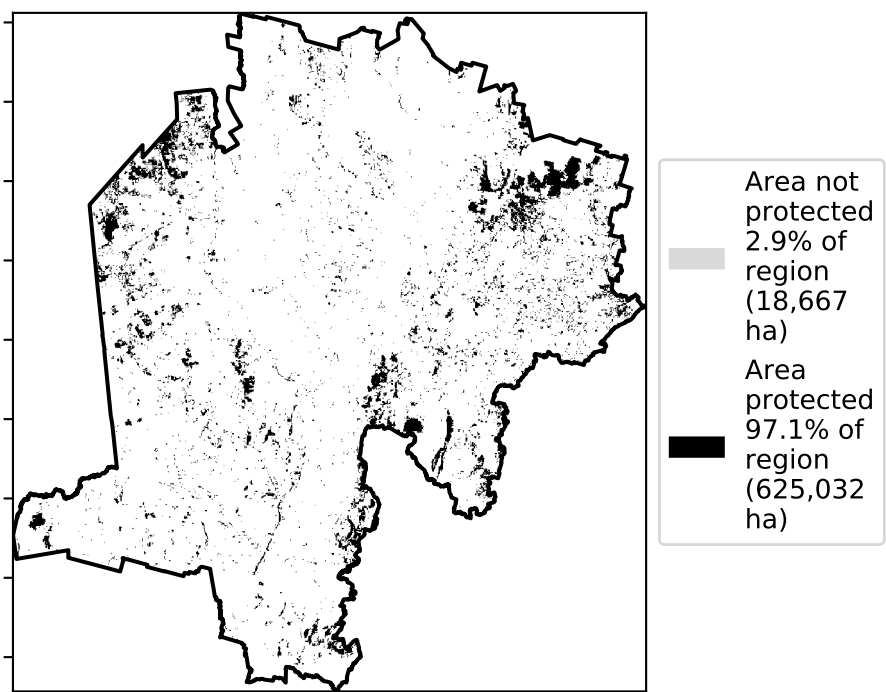 Area not
protected
2.9% of
region
(18,667
ha)
Area
protected
97.1% of
region
(625,032
ha)